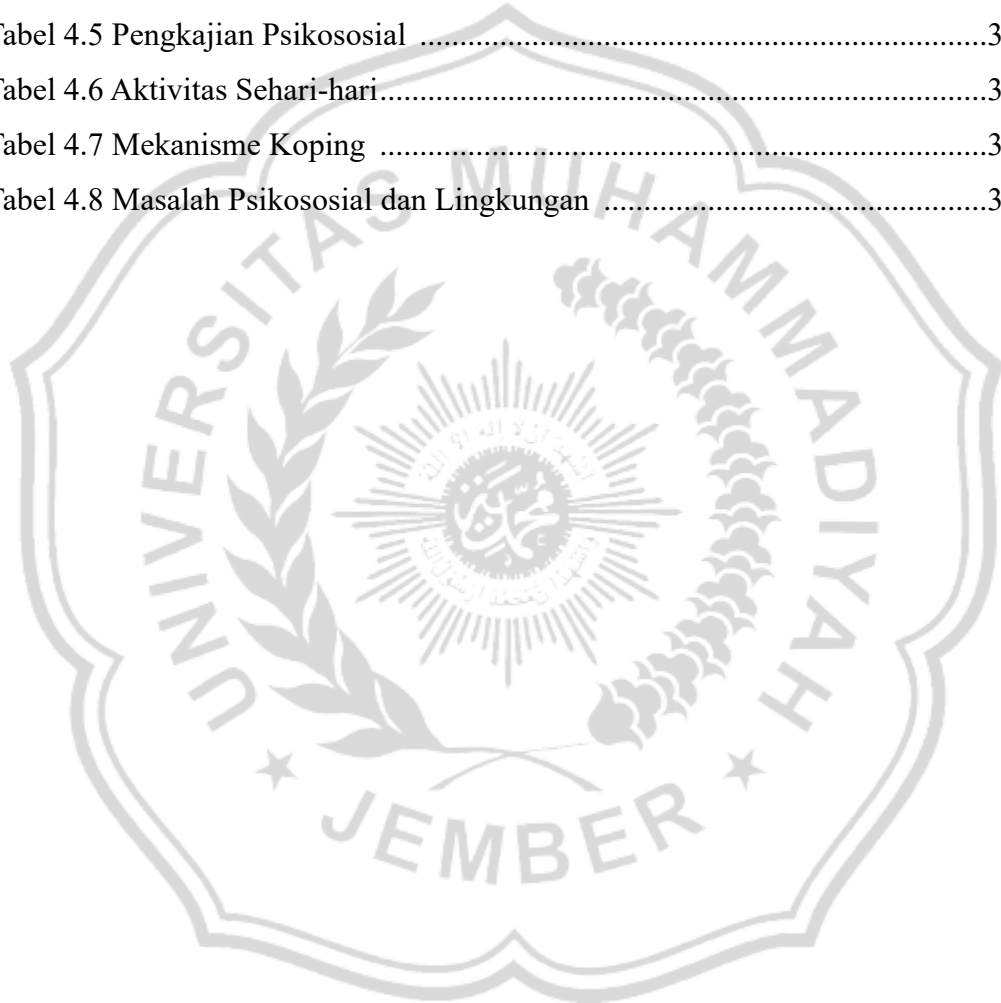 Tabel 4.5 Pengkajian Psikososial ........................................................................3
Tabel 4.6 Aktivitas Sehari-hari..............................................................................3
Tabel 4.7 Mekanisme Koping ..............................................................................3
Tabel 4.8 Masalah Psikososial dan Lingkungan .................................................3
UNIVERSITAS MUHAMMADIYAH
JEMBER